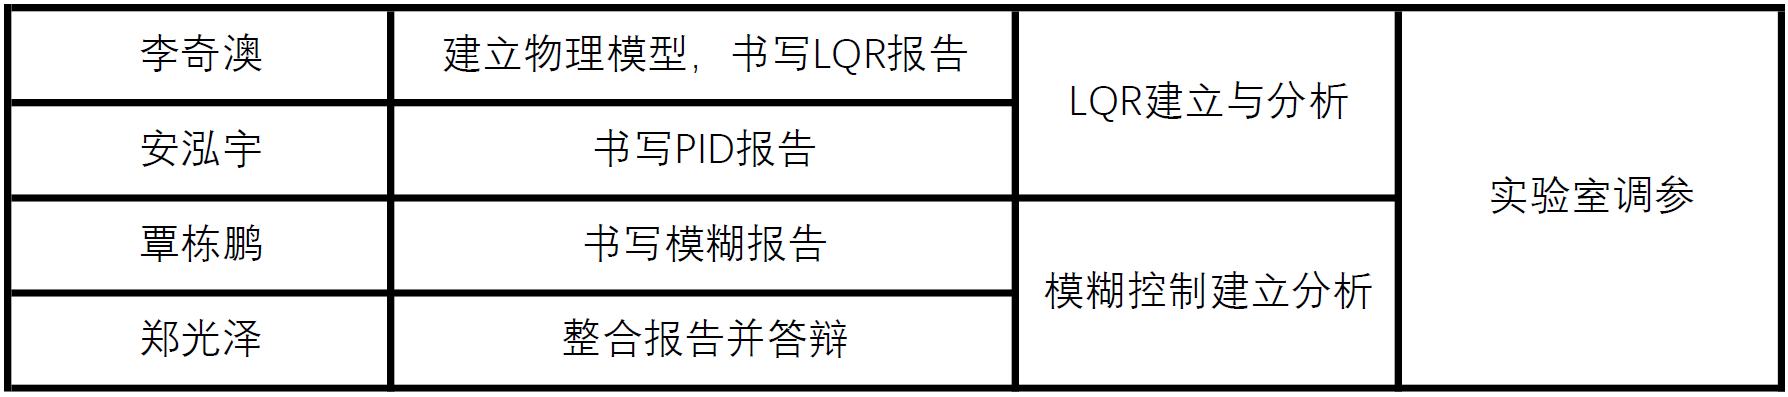 李奇澳
建立物理模型，书写LQR报告
LQR建立与分析
实验室调参
安泓宇
书写PID报告
覃栋鹏
书写模糊报告
模糊控制建立分析
郑光泽
整合报告并答辩